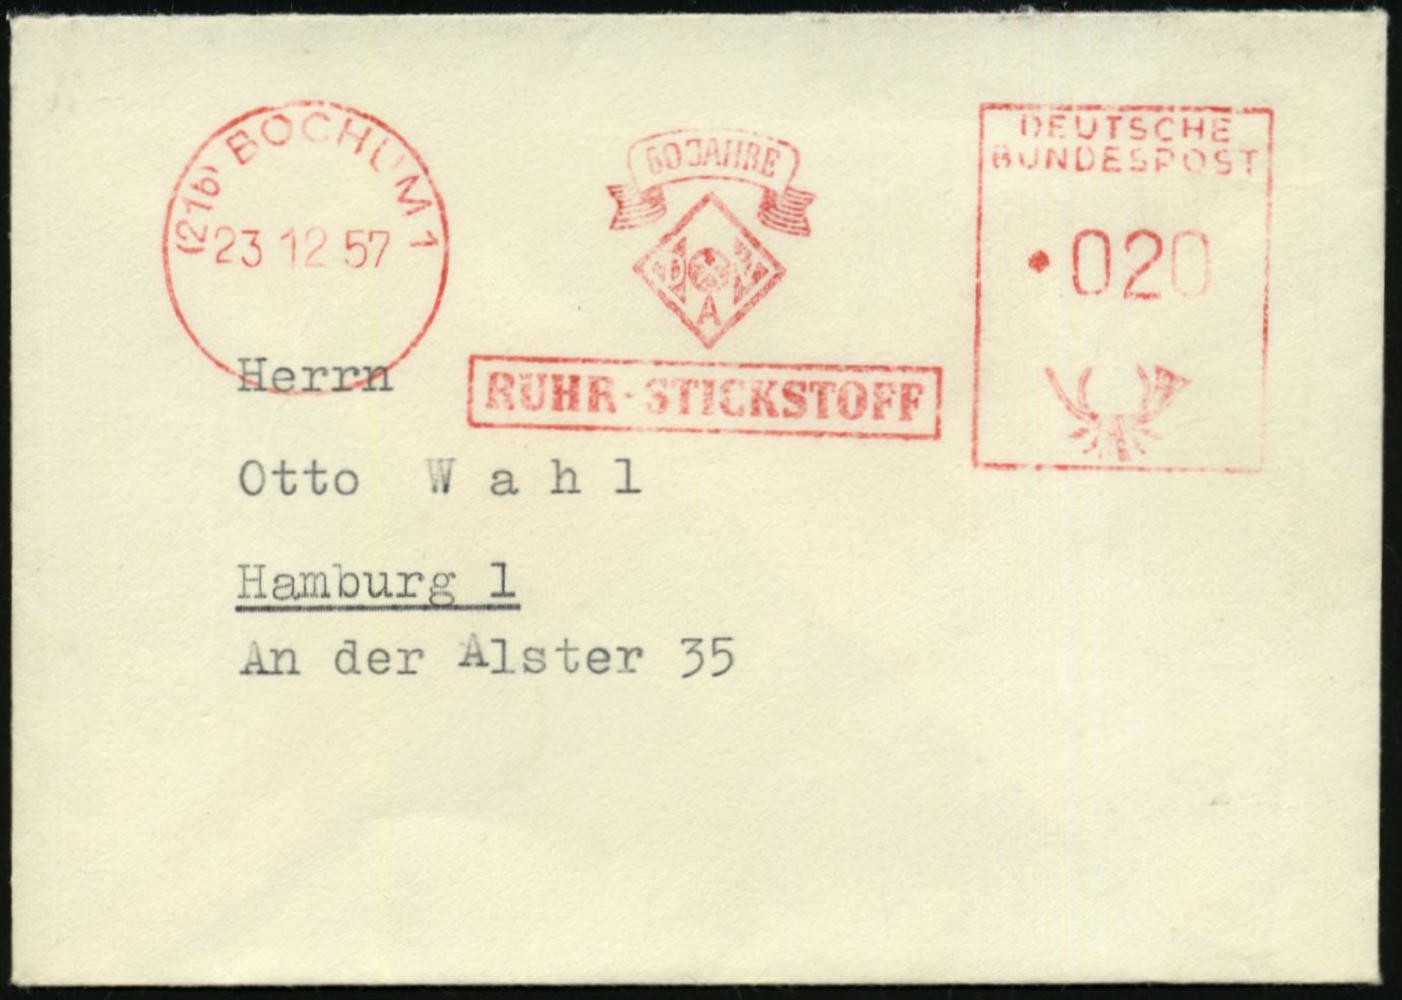 (21b) BOCHUM 1
23 12 57
60 JAHRE
A
RUHR-STICKSTOFF
DEUTSCHE
BUNDESPOST
020
Herrn
Otto W a h l
Hamburg 1
An der Alster 35